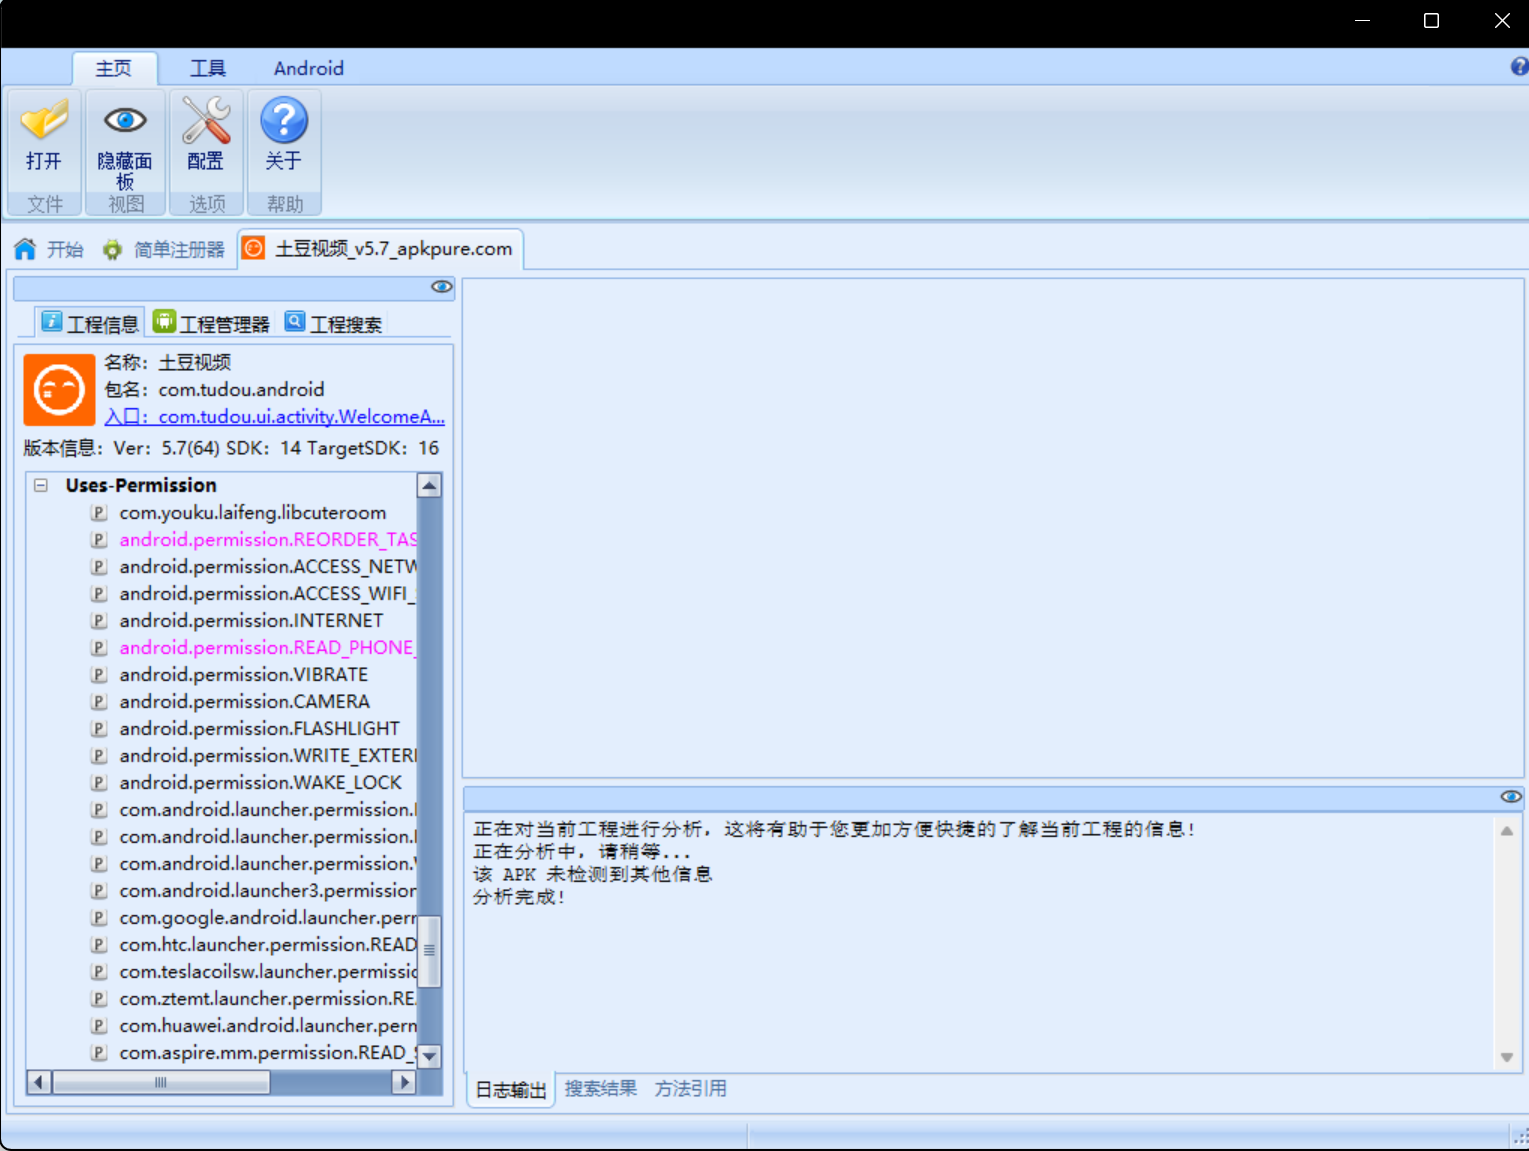 主页 工具 Android
打开 隐藏面板 配置 关于
文件 视图 选项 帮助
开始 简单注册器 土豆视频_v5.7_apkpure.com
工程信息 工程管理器 工程搜索
名称：土豆视频
包名：com.tudou.android
入口：com.tudou.ui.activity.WelcomeA...
版本信息：Ver：5.7(64) SDK：14 TargetSDK：16
Uses-Permission
com.youku.laifeng.libcuteroom
android.permission.REORDER_TAS
android.permission.ACCESS_NETW
android.permission.ACCESS_WIFI_
android.permission.INTERNET
android.permission.READ_PHONE_
android.permission.VIBRATE
android.permission.CAMERA
android.permission.FLASHLIGHT
android.permission.WRITE_EXTER
android.permission.WAKE_LOCK
com.android.launcher.permission.
com.android.launcher.permission.
com.android.launcher.permission.
com.android.launcher3.permission
com.google.android.launcher.perr
com.htc.launcher.permission.READ
com.teslacoilsw.launcher.permissic
com.ztemt.launcher.permission.RE
com.huawei.android.launcher.perm
com.aspire.mm.permission.READ_
正在对当前工程进行分析，这将有助于您更加方便快捷的了解当前工程的信息！
正在分析中，请稍等...
该 APK 未检测到其他信息
分析完成！
日志输出 搜索结果 方法引用